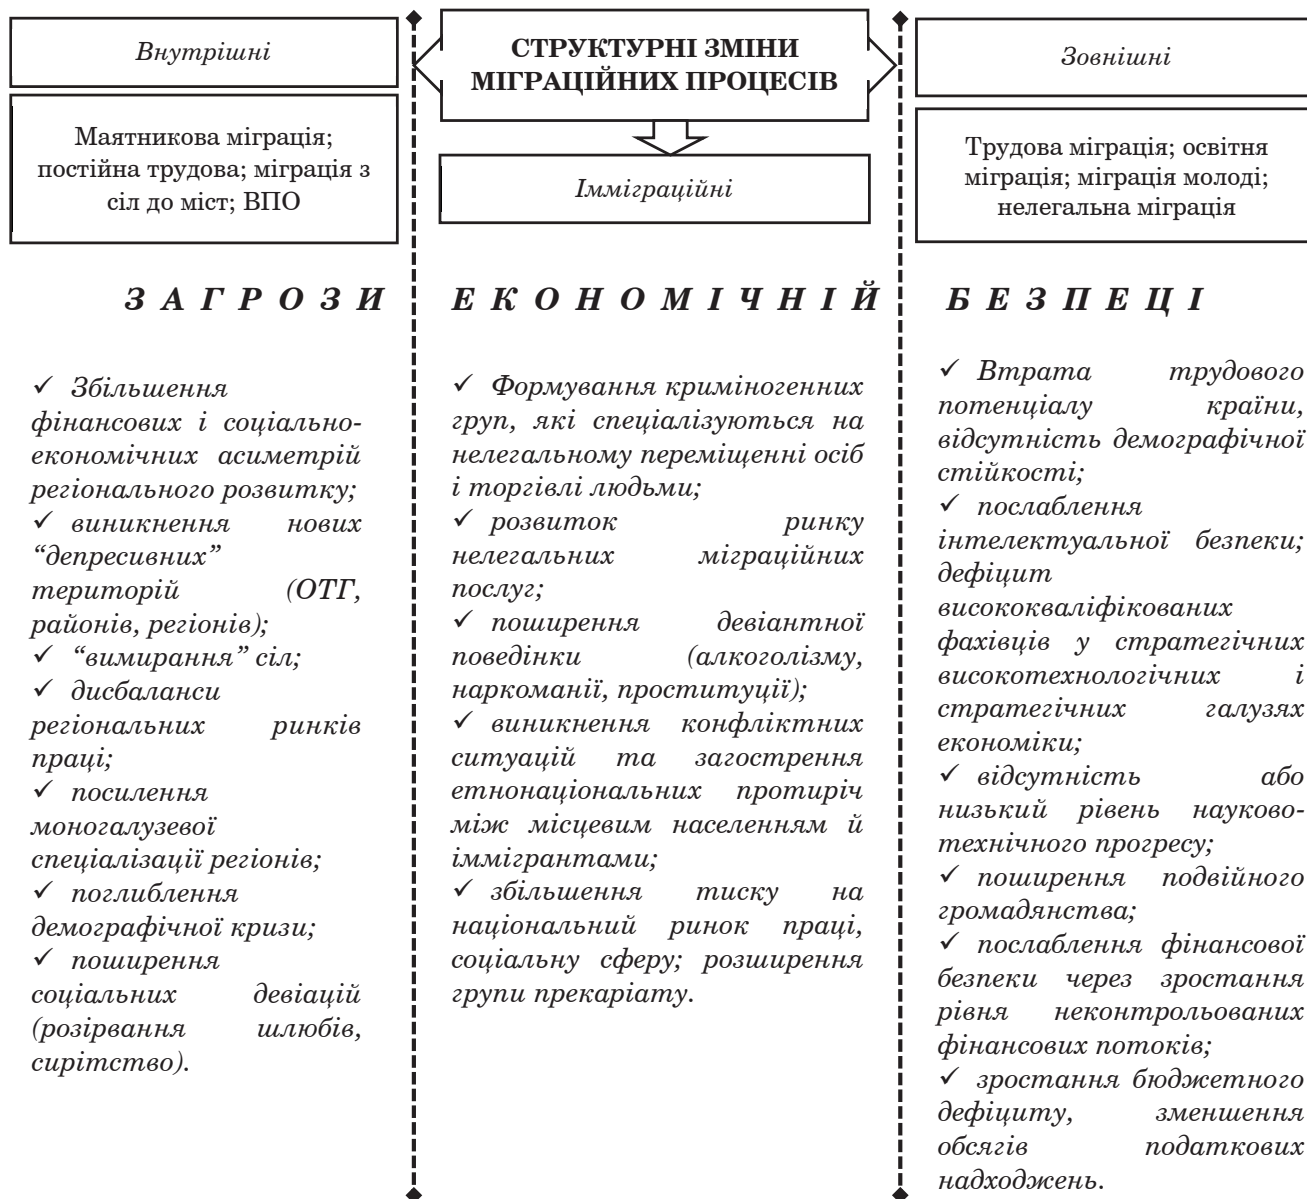 Внутрішні
Маятникова міграція;
постійна трудова; міграція з
сіл до міст; ВПО
СТРУКТУРНІ ЗМІНИ
МІГРАЦІЙНИХ ПРОЦЕСІВ
Імміграційні
Зовнішні
Трудова міграція; освітня
міграція; міграція молоді;
нелегальна міграція
З А Г Р О З И Е К О Н О М І Ч Н І Й Б Е З П Е Ц І
✓ Збільшення
фінансових і соціально-
економічних асиметрій
регіонального розвитку;
✓ виникнення нових
“депресивних”
територій (ОТГ,
районів, регіонів);
✓ “вимирання” сіл;
✓ дисбаланси
регіональних ринків
праці;
✓ посилення
моногалузевої
спеціалізації регіонів;
✓ поглиблення
демографічної кризи;
✓ поширення
соціальних девіацій
(розірвання шлюбів,
сирітство).
✓ Формування криміногенних
груп, які спеціалізуються на
нелегальному переміщенні осіб
і торгівлі людьми;
✓ розвиток ринку
нелегальних міграційних
послуг;
✓ поширення девіантної
поведінки (алкоголізму,
наркоманії, проституції);
✓ виникнення конфліктних
ситуацій та загострення
етнонаціональних протиріч
між місцевим населенням й
іммігрантами;
✓ збільшення тиску на
національний ринок праці,
соціальну сферу; розширення
групи прекаріату.
✓ Втрата трудового
потенціалу країни,
відсутність демографічної
стійкості;
✓ послаблення
інтелектуальної безпеки;
дефіцит
висококваліфікованих
фахівців у стратегічних
високотехнологічних і
стратегічних галузях
економіки;
✓ відсутність або
низький рівень науково-
технічного прогресу;
✓ поширення подвійного
громадянства;
✓ послаблення фінансової
безпеки через зростання
рівня неконтрольованих
фінансових потоків;
✓ зростання бюджетного
дефіциту, зменшення
обсягів податкових
надходжень.